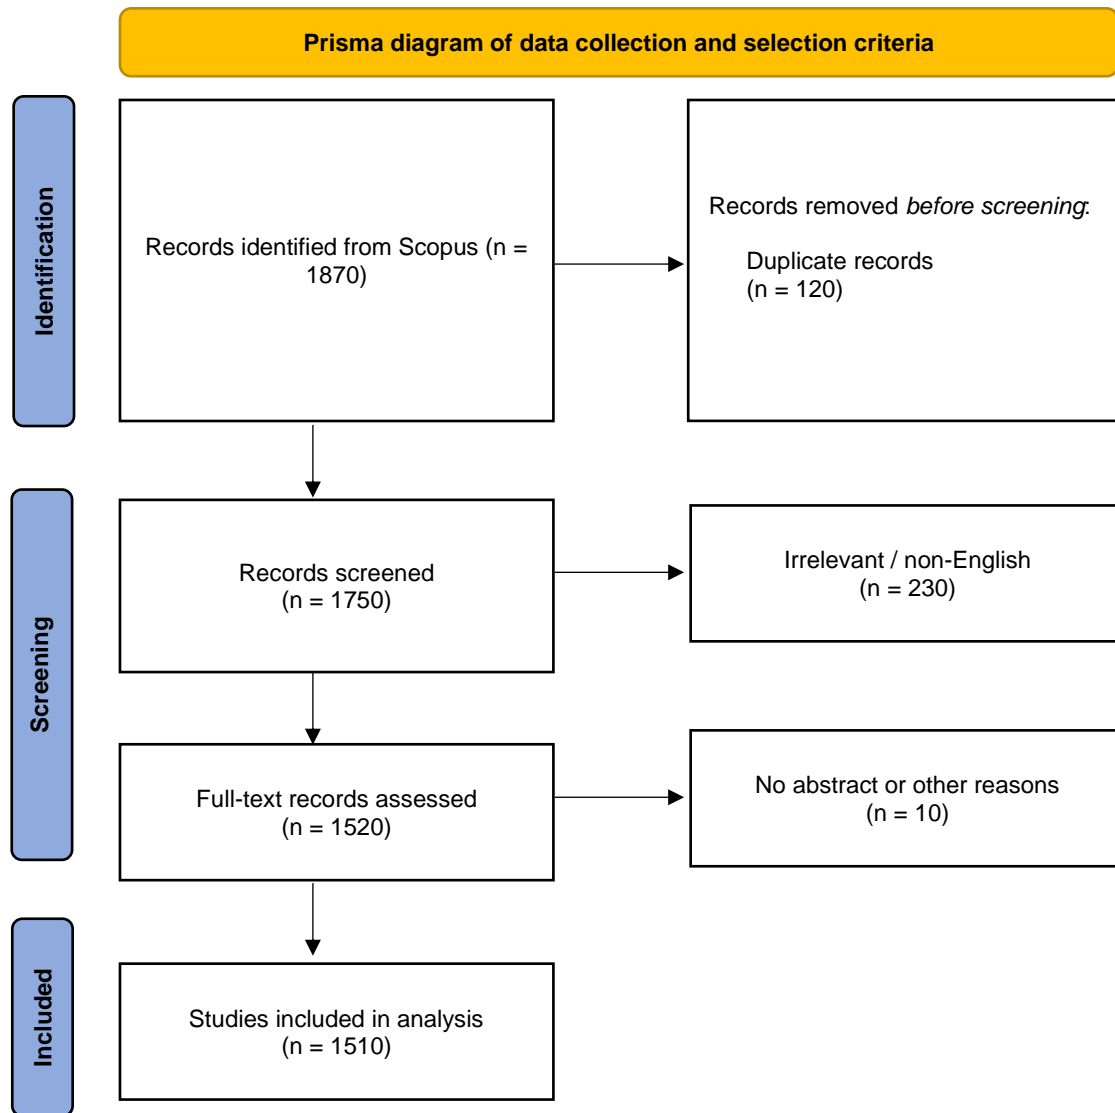 Prisma diagram of data collection and selection criteria
Identification
Records identified from Scopus (n =
1870)
Records removed before screening:
Duplicate records
(n = 120)
Screening
Records screened
(n = 1750)
Irrelevant / non-English
(n = 230)
Full-text records assessed
(n = 1520)
No abstract or other reasons
(n = 10)
Included
Studies included in analysis
(n = 1510)